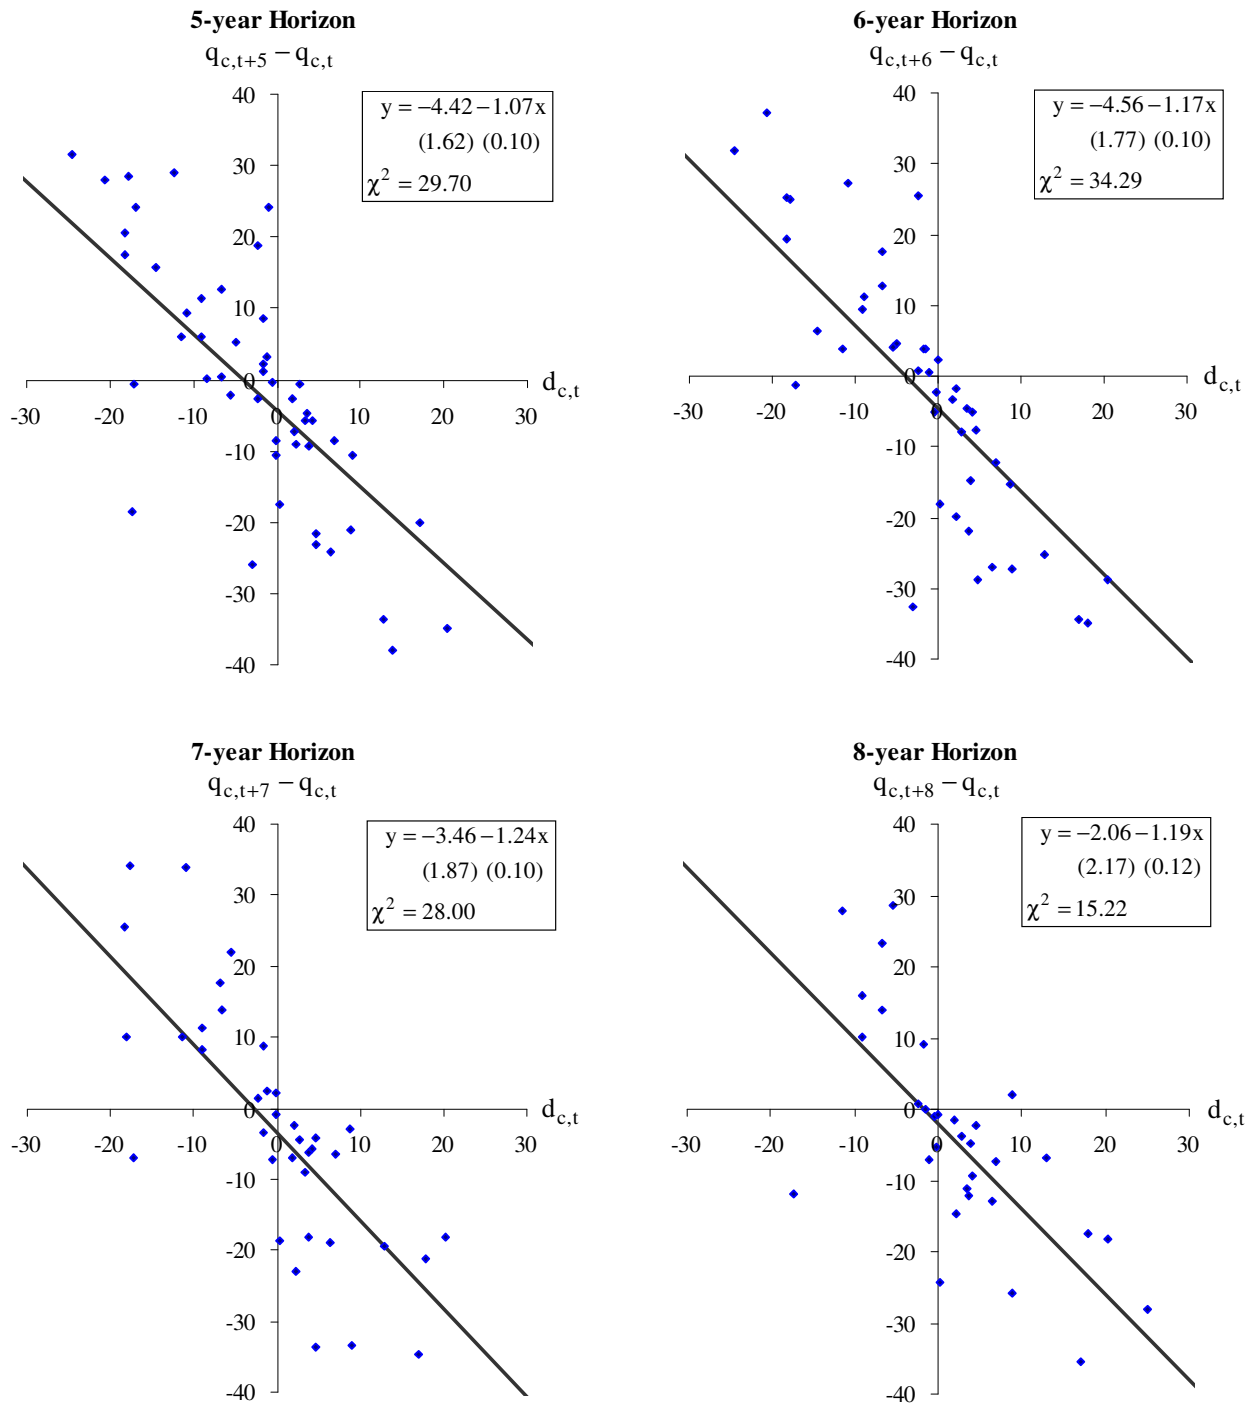 5-year Horizon
q_{c,t+5} − q_{c,t}
y = −4.42 − 1.07x
(1.62) (0.10)
χ² = 29.70
40
30
20
10
0
-10
-20
-30
-40
-30 -20 -10 0 10 20 30
d_{c,t}
6-year Horizon
q_{c,t+6} − q_{c,t}
y = −4.56 − 1.17x
(1.77) (0.10)
χ² = 34.29
40
30
20
10
0
-10
-20
-30
-40
-30 -20 -10 0 10 20 30
d_{c,t}
7-year Horizon
q_{c,t+7} − q_{c,t}
y = −3.46 − 1.24x
(1.87) (0.10)
χ² = 28.00
40
30
20
10
0
-10
-20
-30
-40
-30 -20 -10 0 10 20 30
d_{c,t}
8-year Horizon
q_{c,t+8} − q_{c,t}
y = −2.06 − 1.19x
(2.17) (0.12)
χ² = 15.22
40
30
20
10
0
-10
-20
-30
-40
-30 -20 -10 0 10 20 30
d_{c,t}